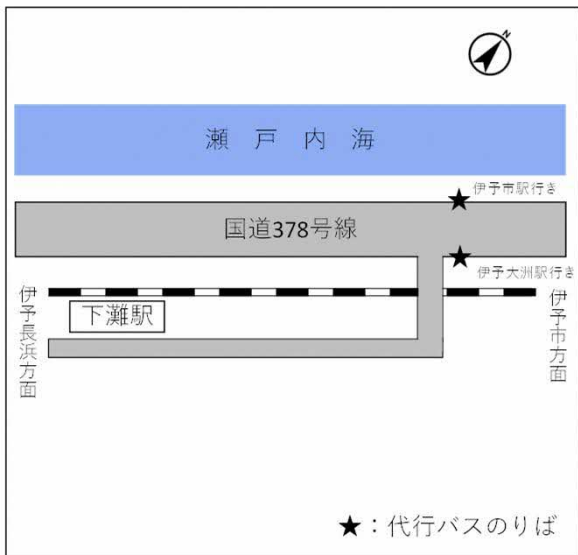 N
瀬戸内海
伊予市駅行き
国道378号線
伊予大洲駅行き
伊予長浜方面
下灘駅
伊予市方面
★：代行バスのりば